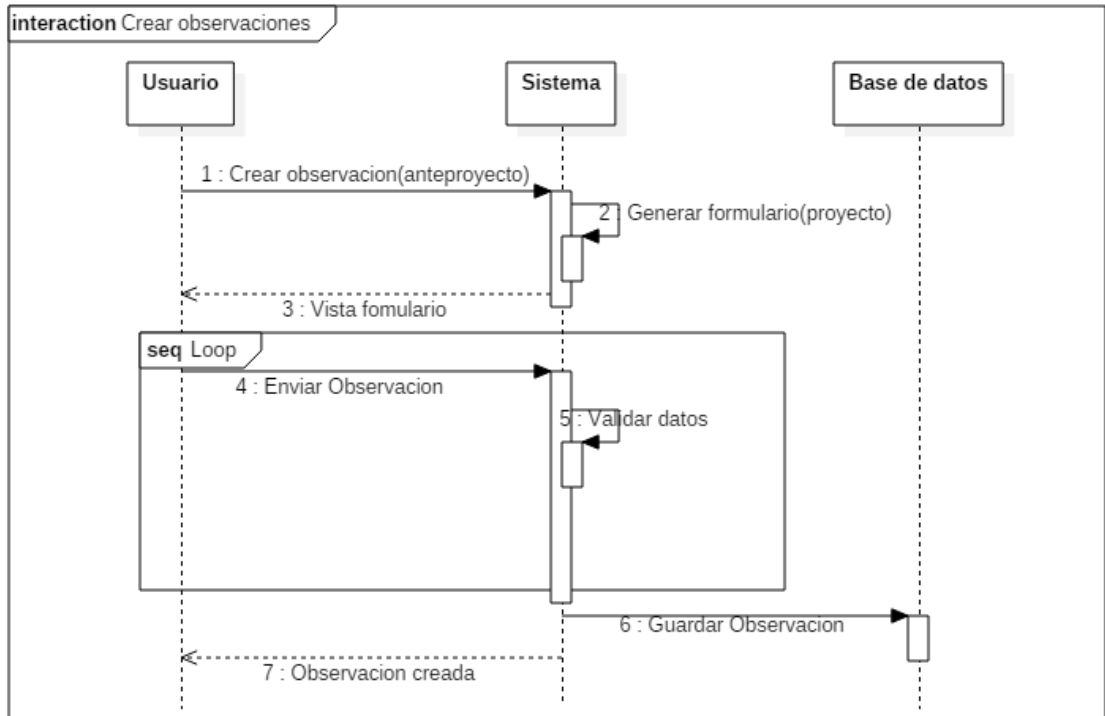 interaction Crear observaciones
Usuario
Sistema
Base de datos
1 : Crear observacion(anteproyecto)
2 : Generar formulario(proyecto)
3 : Vista fomulario
seq Loop
4 : Enviar Observacion
5 : Validar datos
6 : Guardar Observacion
7 : Observacion creada